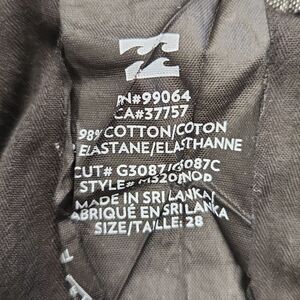 RN#99064
CA#37757
98% COTTON/COTON
ELASTANE/ELASTHANNE
CUT# G3087/
STYLE#
MADE IN SRI LANKA/
FABRIQUÉ EN SRI LANKA
SIZE/TAILLE: 28